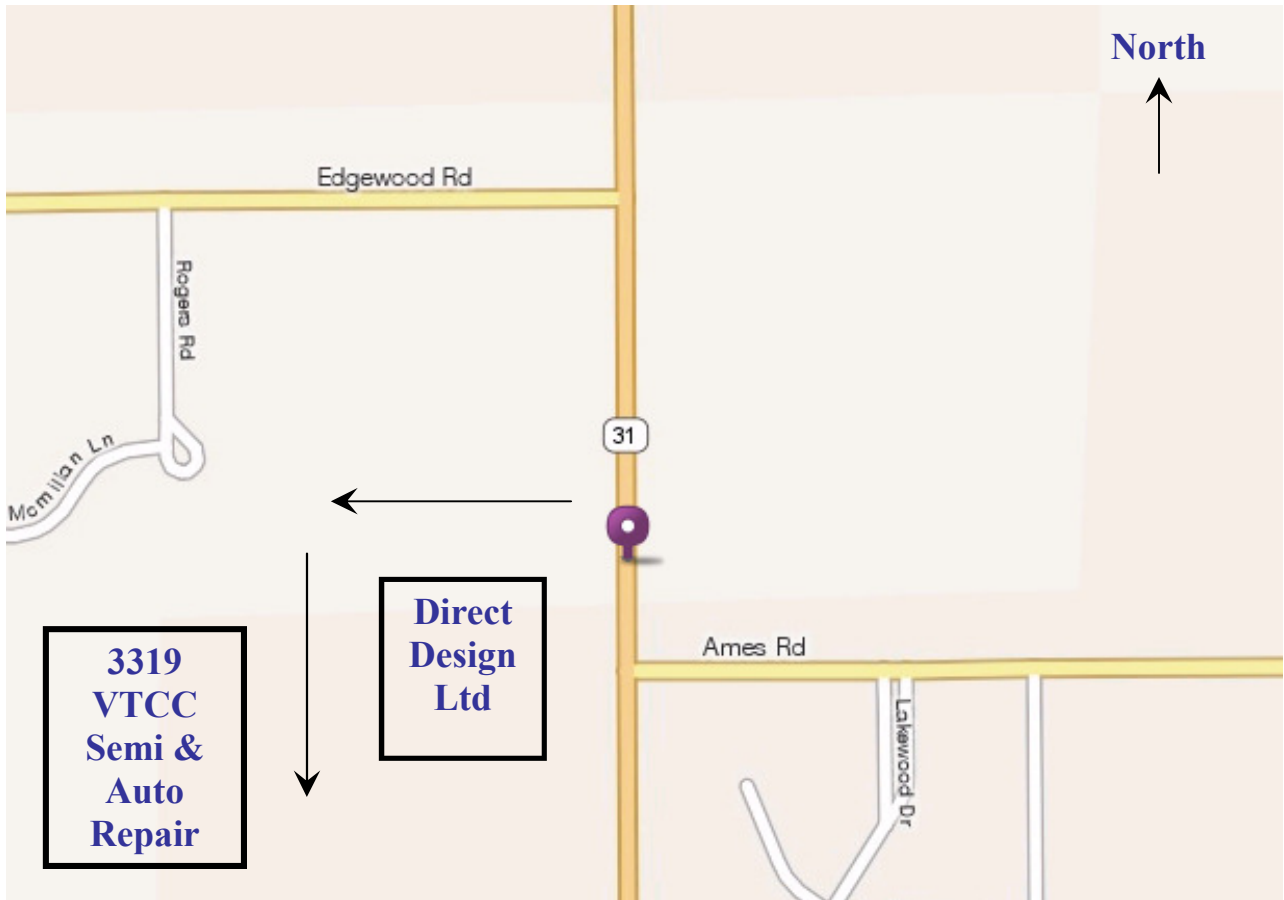 North
Edgewood Rd
Rogers Rd
31
Mcmillan Ln
Direct
Design
Ltd
Ames Rd
3319
VTCC
Semi &
Auto
Repair
Lakewood Dr